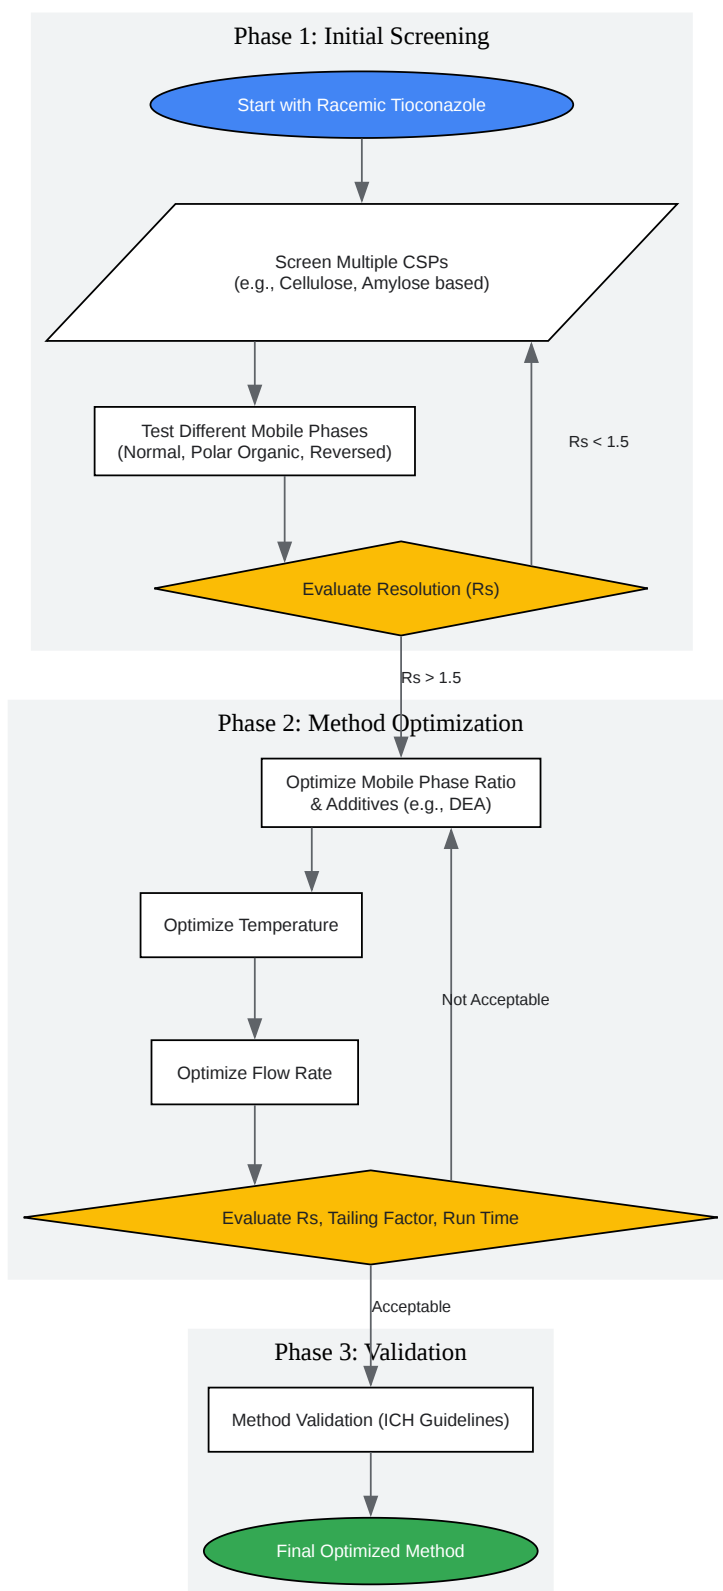 Phase 1: Initial Screening
Start with Racemic Tioconazole
Screen Multiple CSPs
(e.g., Cellulose, Amylose based)
Test Different Mobile Phases
(Normal, Polar Organic, Reversed)
Rs < 1.5
Evaluate Resolution (Rs)
Rs > 1.5
Phase 2: Method Optimization
Optimize Mobile Phase Ratio
& Additives (e.g., DEA)
Optimize Temperature
Not Acceptable
Optimize Flow Rate
Evaluate Rs, Tailing Factor, Run Time
Acceptable
Phase 3: Validation
Method Validation (ICH Guidelines)
Final Optimized Method